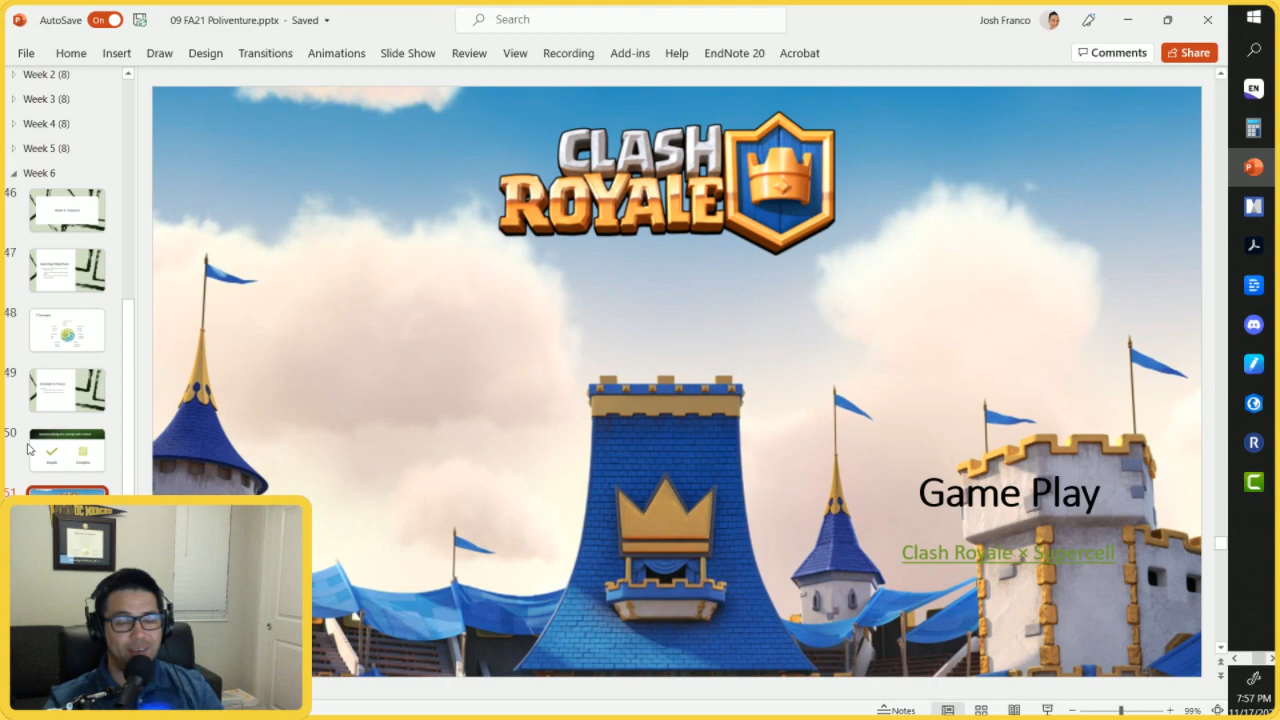 AutoSave On 09 FA21 Poliventure.pptx - Saved Search Josh Franco
File Home Insert Draw Design Transitions Animations Slide Show Review View Recording Add-ins Help EndNote 20 Acrobat Comments Share
Week 2 (8)
Week 3 (8)
Week 4 (8)
Week 5 (8)
Week 6
46
47
48
49
50
51
CLASH
ROYALE
Game Play
Clash Royale × Supercell
EN
R
UC MERCED
Notes 99%
7:57 PM